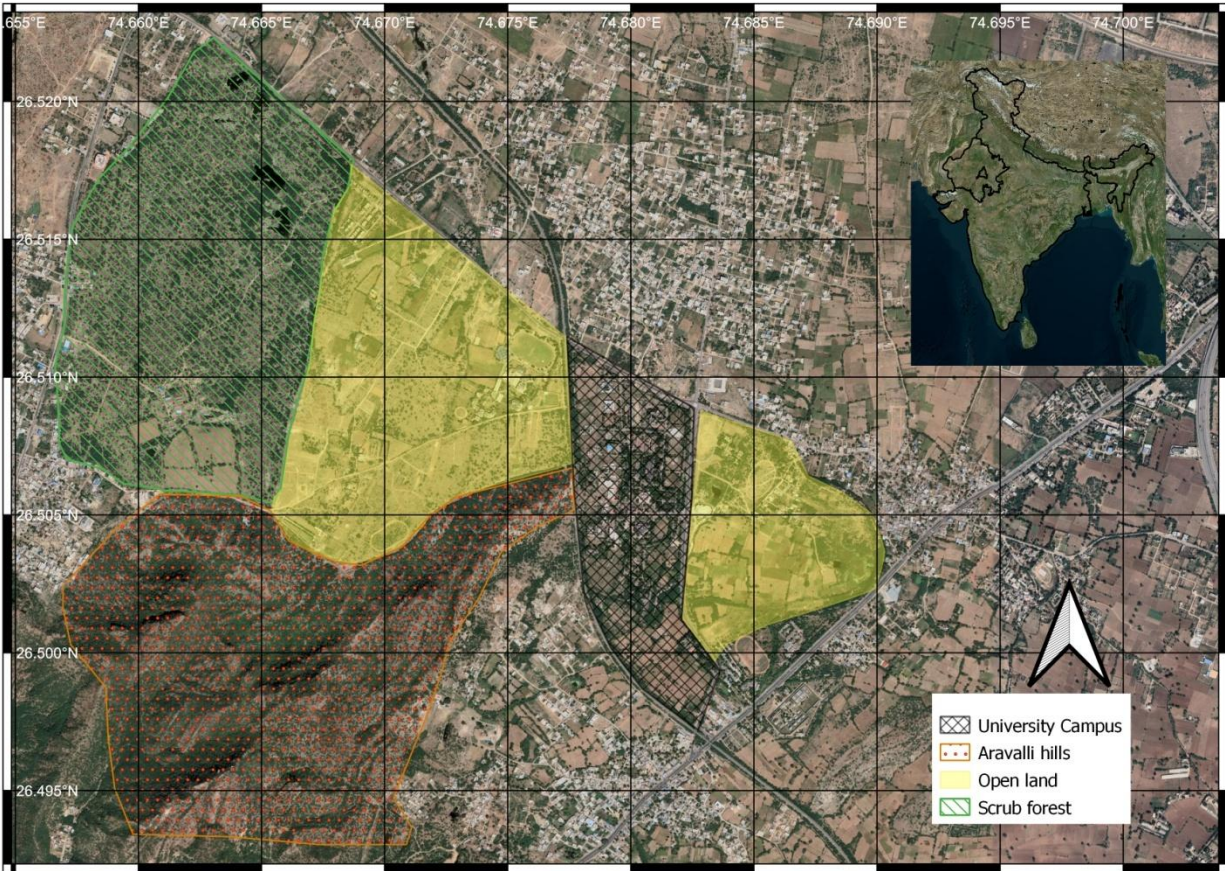 .655°E 74.660°E 74.665°E 74.670°E 74.675°E 74.680°E 74.685°E 74.690°E 74.695°E 74.700°E
26.520°N
26.515°N
26.510°N
26.505°N
26.500°N
26.495°N
University Campus
Aravalli hills
Open land
Scrub forest